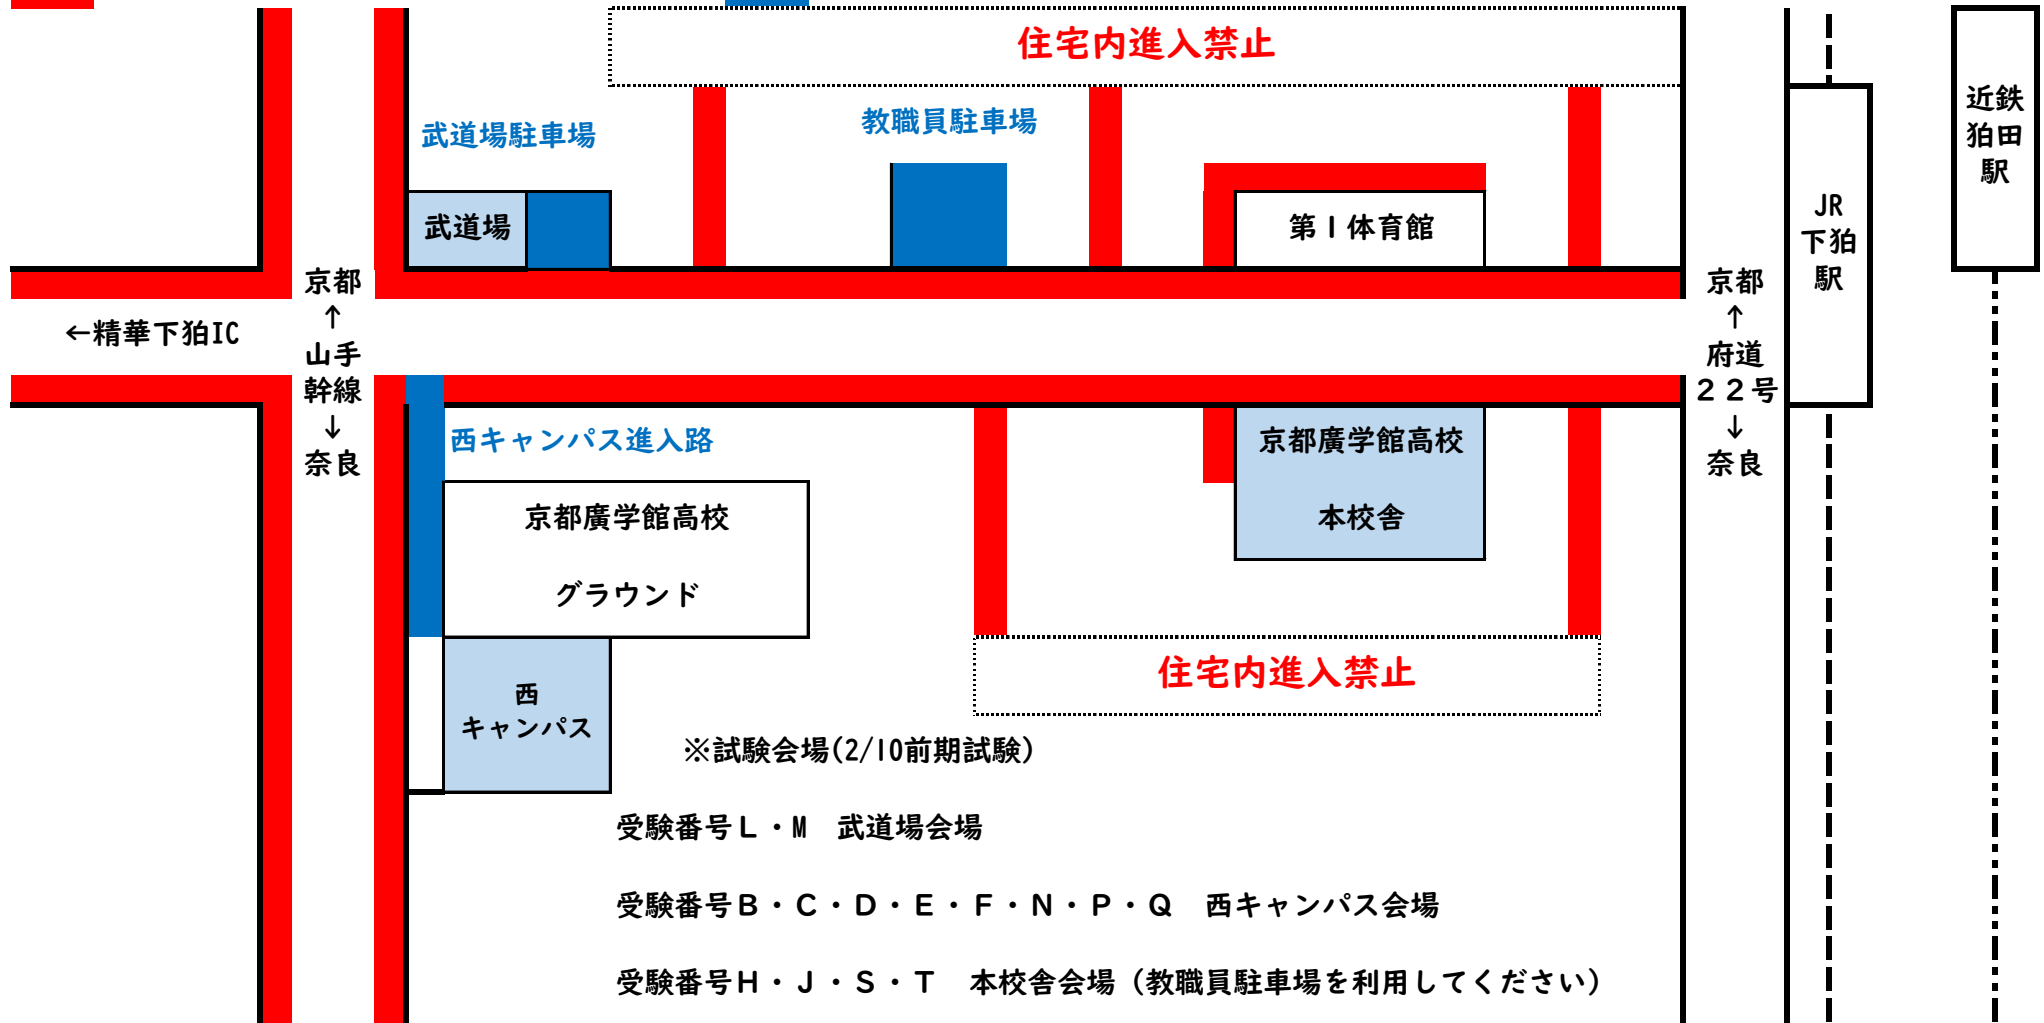 住宅内進入禁止
武道場駐車場
教職員駐車場
近鉄
狛田
駅
武道場
第1体育館
JR
下狛
駅
京都
↑
山手
幹線
↓
奈良
←精華下狛IC
京都
↑
府道
22号
↓
奈良
西キャンパス進入路
京都廣学館高校
グラウンド
京都廣学館高校
本校舎
西
キャンパス
住宅内進入禁止
※試験会場(2/10前期試験)
受験番号L・M　武道場会場
受験番号B・C・D・E・F・N・P・Q　西キャンパス会場
受験番号H・J・S・T　本校舎会場（教職員駐車場を利用してください）